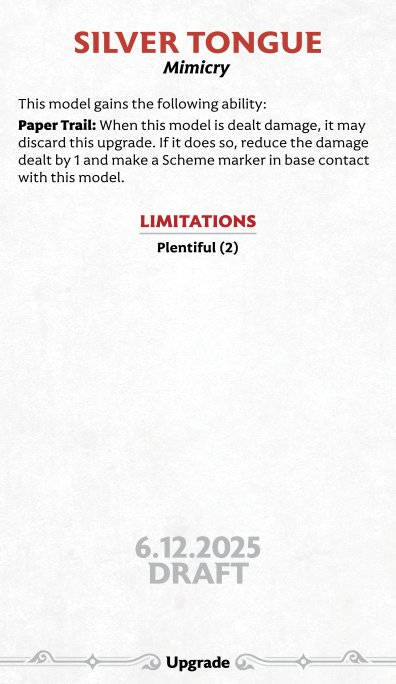 SILVER TONGUE
Mimicry
This model gains the following ability:
Paper Trail: When this model is dealt damage, it may
discard this upgrade. If it does so, reduce the damage
dealt by 1 and make a Scheme marker in base contact
with this model.
LIMITATIONS
Plentiful (2)
6.12.2025
DRAFT
Upgrade